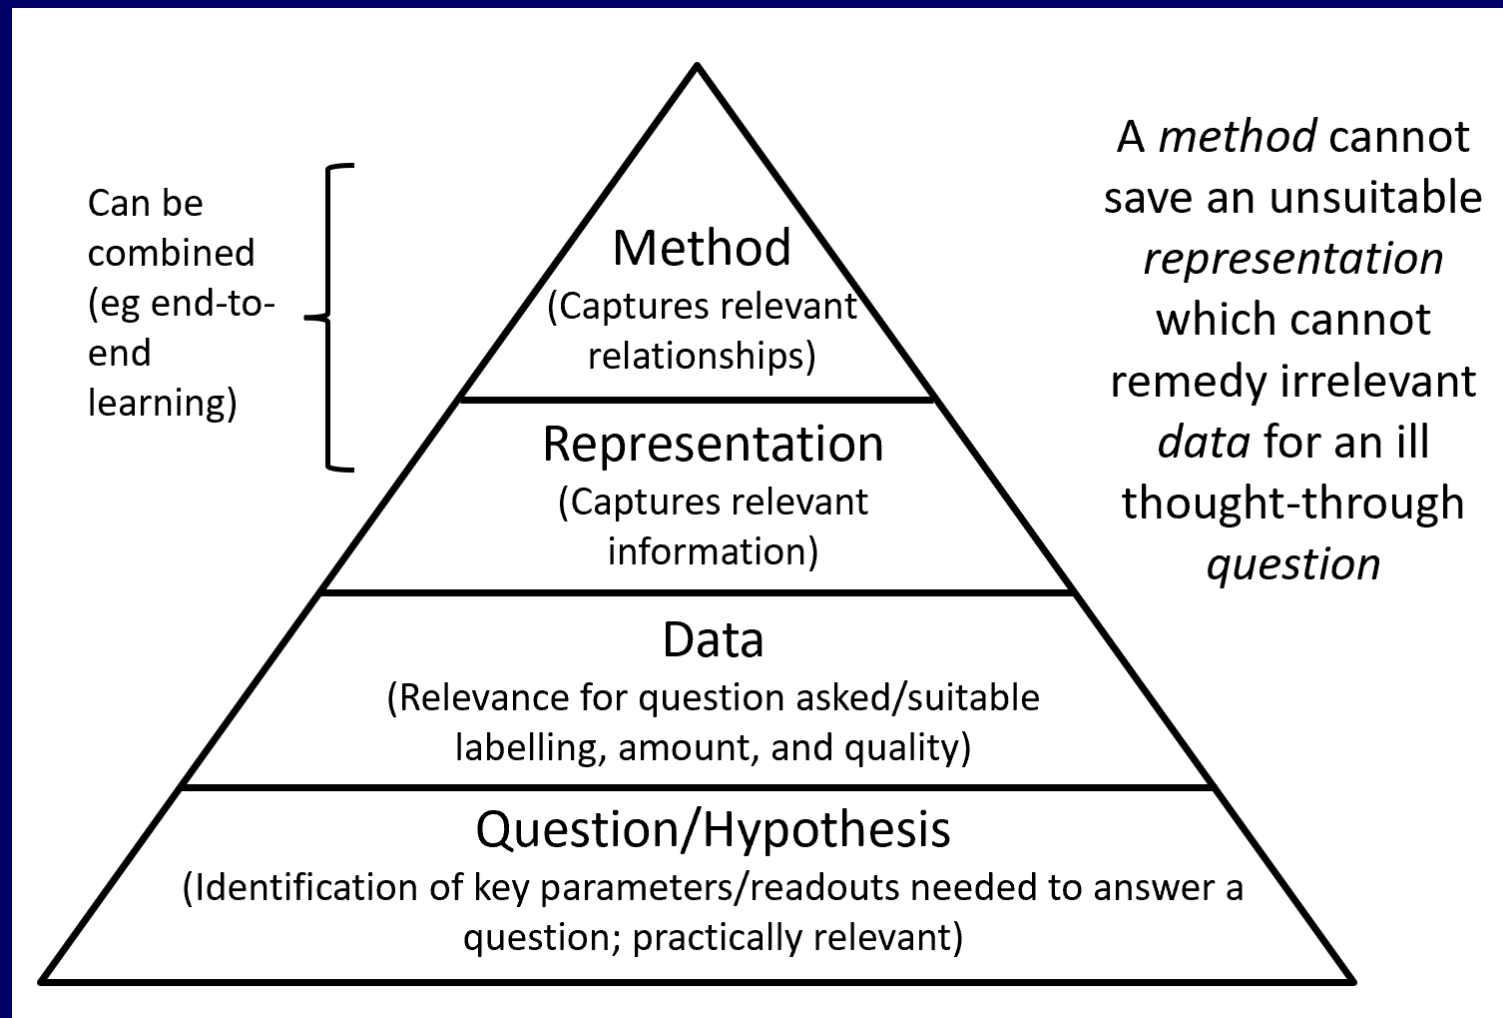 Can be
combined
(eg end-to-
end
learning)
Method
(Captures relevant
relationships)
Representation
(Captures relevant
information)
Data
(Relevance for question asked/suitable
labelling, amount, and quality)
Question/Hypothesis
(Identification of key parameters/readouts needed to answer a
question; practically relevant)
A method cannot
save an unsuitable
representation
which cannot
remedy irrelevant
data for an ill
thought-through
question